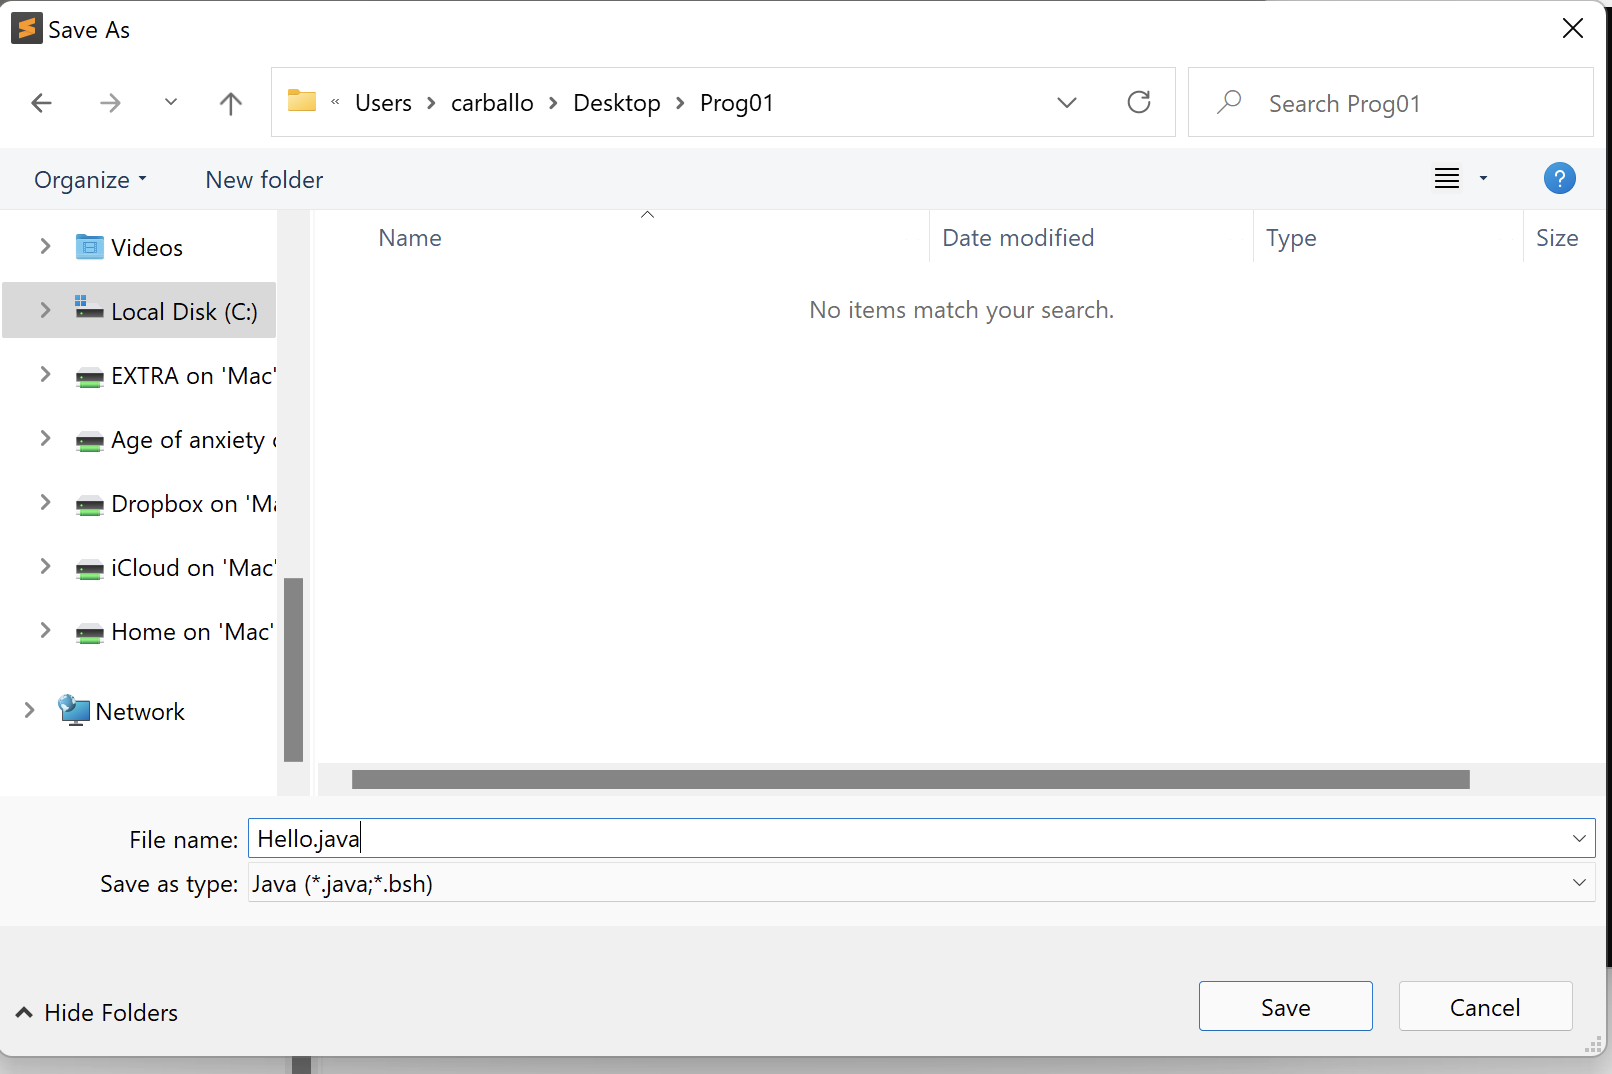 Save As
« Users > carballo > Desktop > Prog01
Search Prog01
Organize
New folder
?
Name
Date modified
Type
Size
No items match your search.
Videos
Local Disk (C:)
EXTRA on 'Mac'
Age of anxiety
Dropbox on
iCloud on 'Mac'
Home on 'Mac'
Network
File name: Hello.java
Save as type: Java (*.java;*.bsh)
Hide Folders
Save
Cancel